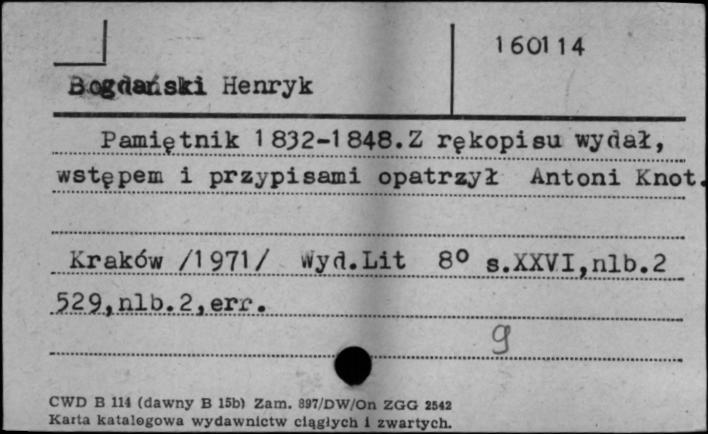 160114
Bogdański Henryk
Pamiętnik 1832-1848.Z rękopisu wydał,
wstępem i przypisami opatrzył Antoni Knot.
Kraków /1971/ Wyd.Lit 8° s.XXVI,nlb.2
529,nlb.2,err.
g
CWD B 114 (dawny B 15b) Zam. 897/DW/On ZGG 2542
Karta katalogowa wydawnictw ciągłych i zwartych.